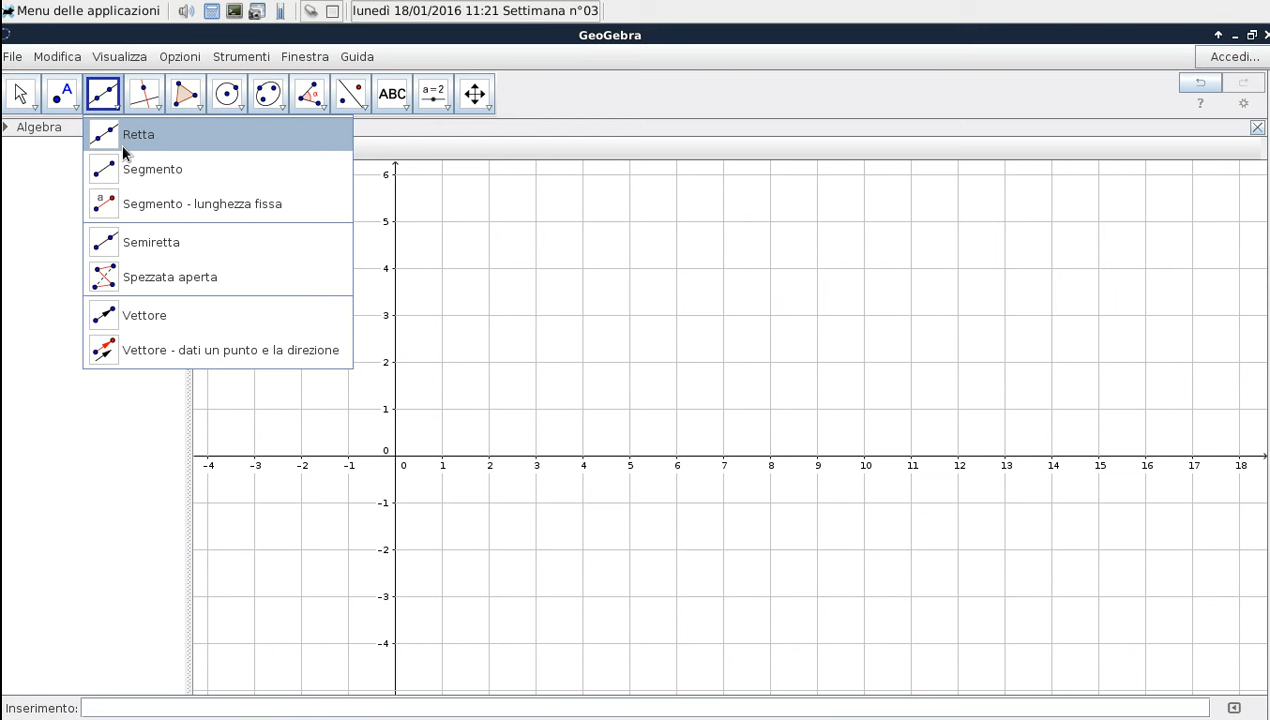 Menu delle applicazioni lunedì 18/01/2016 11:21 Settimana n°03
GeoGebra
File Modifica Visualizza Opzioni Strumenti Finestra Guida Accedi...
A α ABC a=2
?
Algebra
Retta
Segmento
a Segmento - lunghezza fissa
Semiretta
Spezzata aperta
Vettore
Vettore - dati un punto e la direzione
6
5
4
3
2
1
0
-4 -3 -2 -1 0 1 2 3 4 5 6 7 8 9 10 11 12 13 14 15 16 17 18
-1
-2
-3
-4
Inserimento: